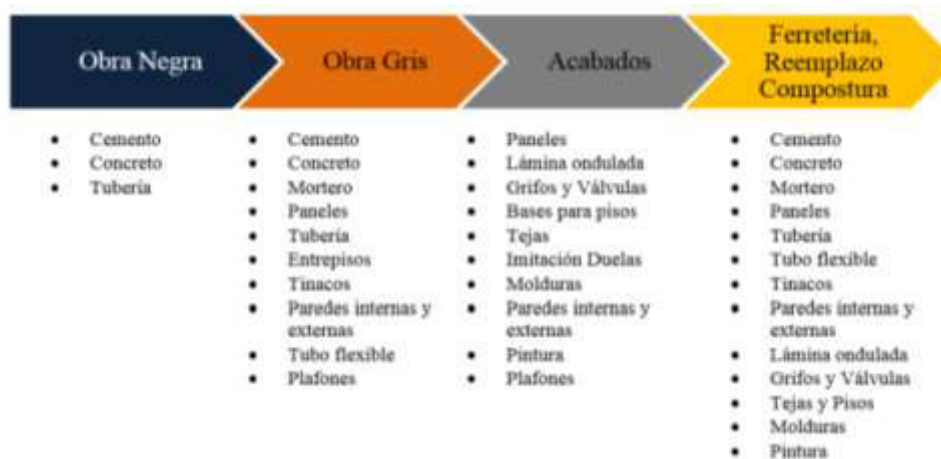 Obra Negra
Obra Gris
Acabados
Ferretería,
Reemplazo
Compostura
• Cemento
• Concreto
• Tubería
• Cemento
• Concreto
• Mortero
• Paneles
• Tubería
• Entrepisos
• Tinacos
• Paredes internas y
externas
• Tubo flexible
• Plafones
• Paneles
• Lámina ondulada
• Grifos y Válvulas
• Bases para pisos
• Tejas
• Imitación Duelas
• Molduras
• Paredes internas y
externas
• Pintura
• Plafones
• Cemento
• Concreto
• Mortero
• Paneles
• Tubería
• Tubo flexible
• Tinacos
• Paredes internas y
externas
• Lámina ondulada
• Grifos y Válvulas
• Tejas y Pisos
• Molduras
• Pintura